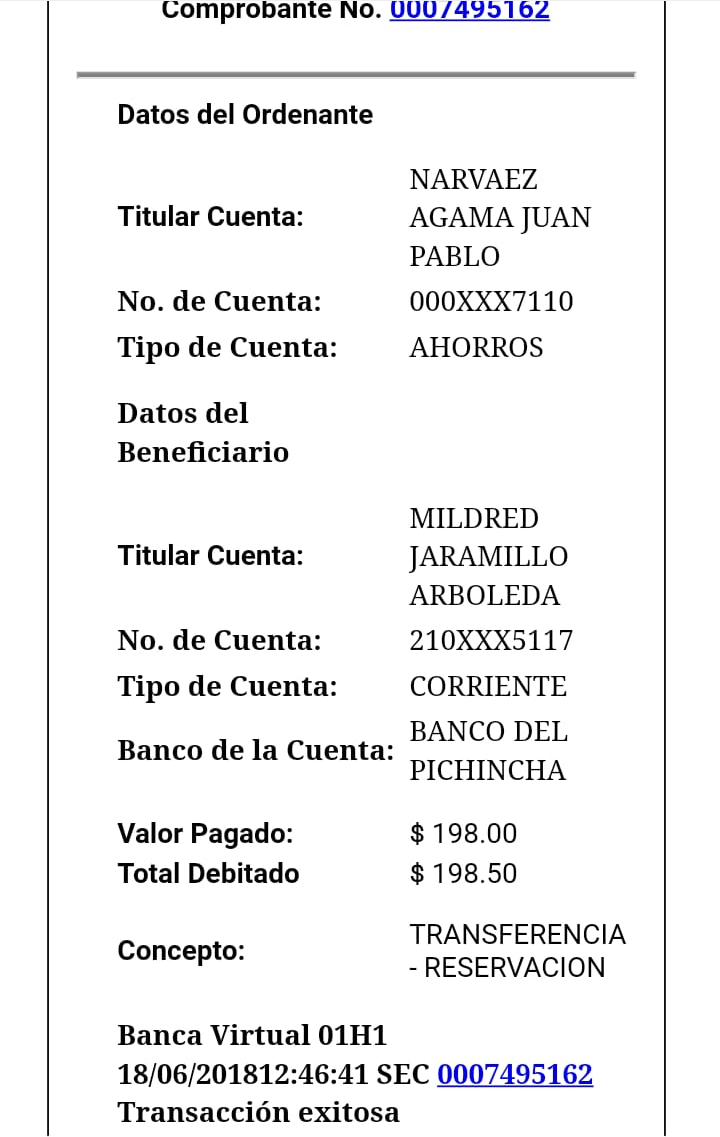 Comprobante No. 0007495162
Datos del Ordenante
Titular Cuenta: NARVAEZ
AGAMA JUAN
PABLO
No. de Cuenta: 000XXX7110
Tipo de Cuenta: AHORROS
Datos del
Beneficiario
Titular Cuenta: MILDRED
JARAMILLO
ARBOLEDA
No. de Cuenta: 210XXX5117
Tipo de Cuenta: CORRIENTE
Banco de la Cuenta: BANCO DEL
PICHINCHA
Valor Pagado: $ 198.00
Total Debitado $ 198.50
Concepto: TRANSFERENCIA
- RESERVACION
Banca Virtual 01H1
18/06/201812:46:41 SEC 0007495162
Transacción exitosa